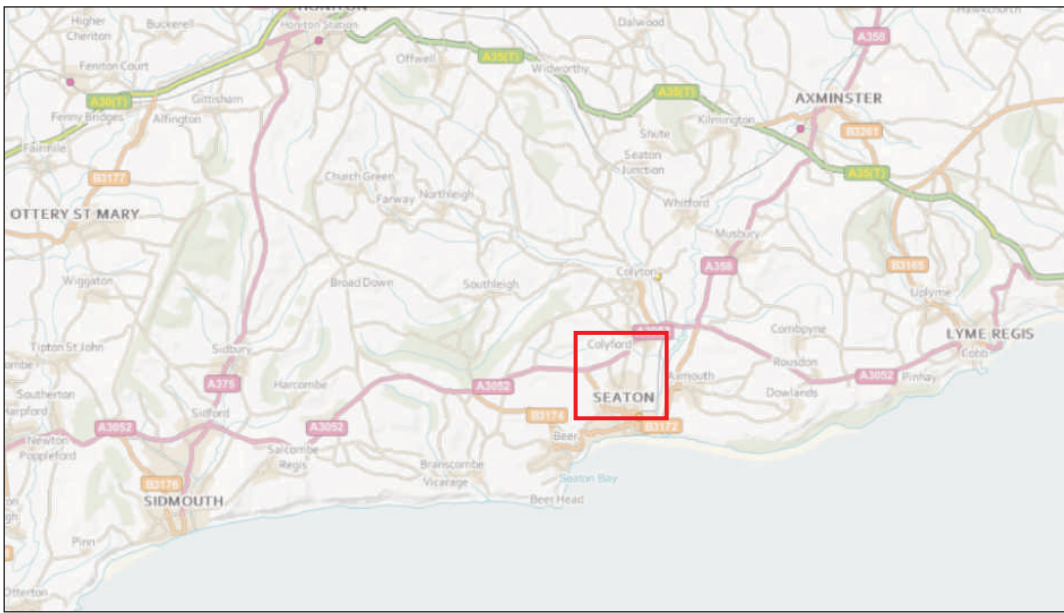 HONITON
Hawkchurch
Higher
Cheriton
Buckerell
Honiton Station
Dalwood
A358
Offwell
A35(T)
Widworthy
Feniton Court
Gittisham
A30(T)
A35(T)
AXMINSTER
Fenny Bridges
Alfington
Kilmington
B3261
Shute
Fairmile
Seaton
Junction
B3177
Church Green
A35(T)
Northleigh
Farway
Whitford
OTTERY ST MARY
Musbury
A358
B3165
Colyton
Wiggaton
Broad Down
Southleigh
Uplyme
Combpyne
LYME REGIS
Tipton St John
Sidbury
Colyford
Rousdon
Cobb
A375
Harcombe
A3052
Axmouth
A3052
Pinhay
Southerton
SEATON
Dowlands
Harpford
Sidford
B3174
B3172
A3052
A3052
Newton
Poppleford
Salcombe
Regis
Beer
Branscombe
Vicarage
Seaton Bay
B3176
SIDMOUTH
Beer Head
Pinn
Otterton